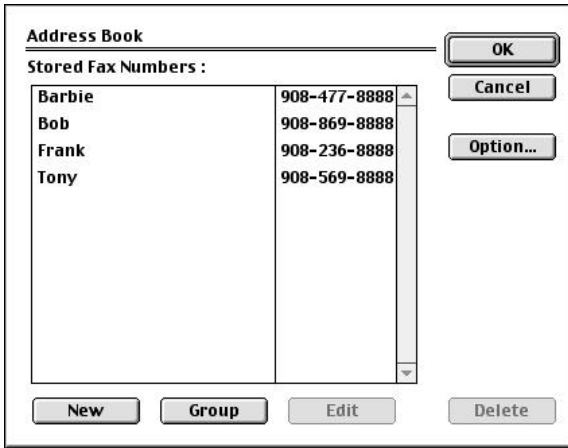 Address Book
OK
Stored Fax Numbers :
Cancel
Barbie 908-477-8888
Bob 908-869-8888
Frank 908-236-8888
Option...
Tony 908-569-8888
New Group Edit Delete